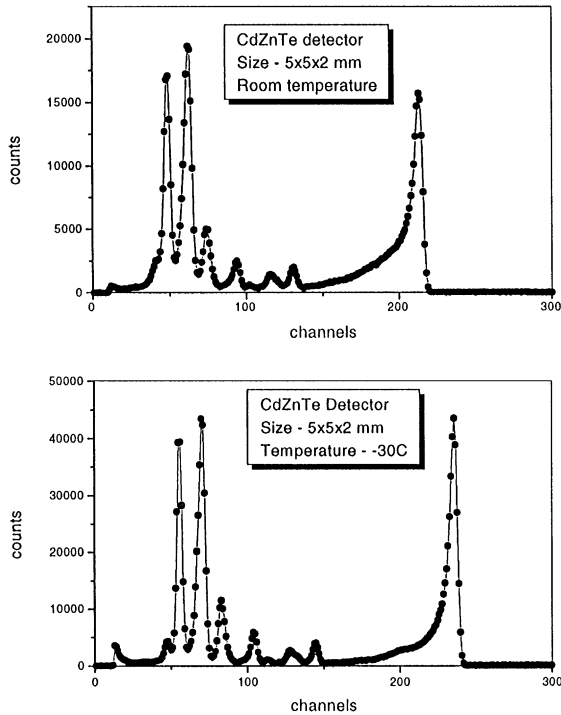 20000
15000
10000
5000
0
counts
CdZnTe detector
Size - 5x5x2 mm
Room temperature
0
100
200
300
channels
50000
40000
30000
20000
10000
0
counts
CdZnTe Detector
Size - 5x5x2 mm
Temperature - -30C
0
100
200
300
channels